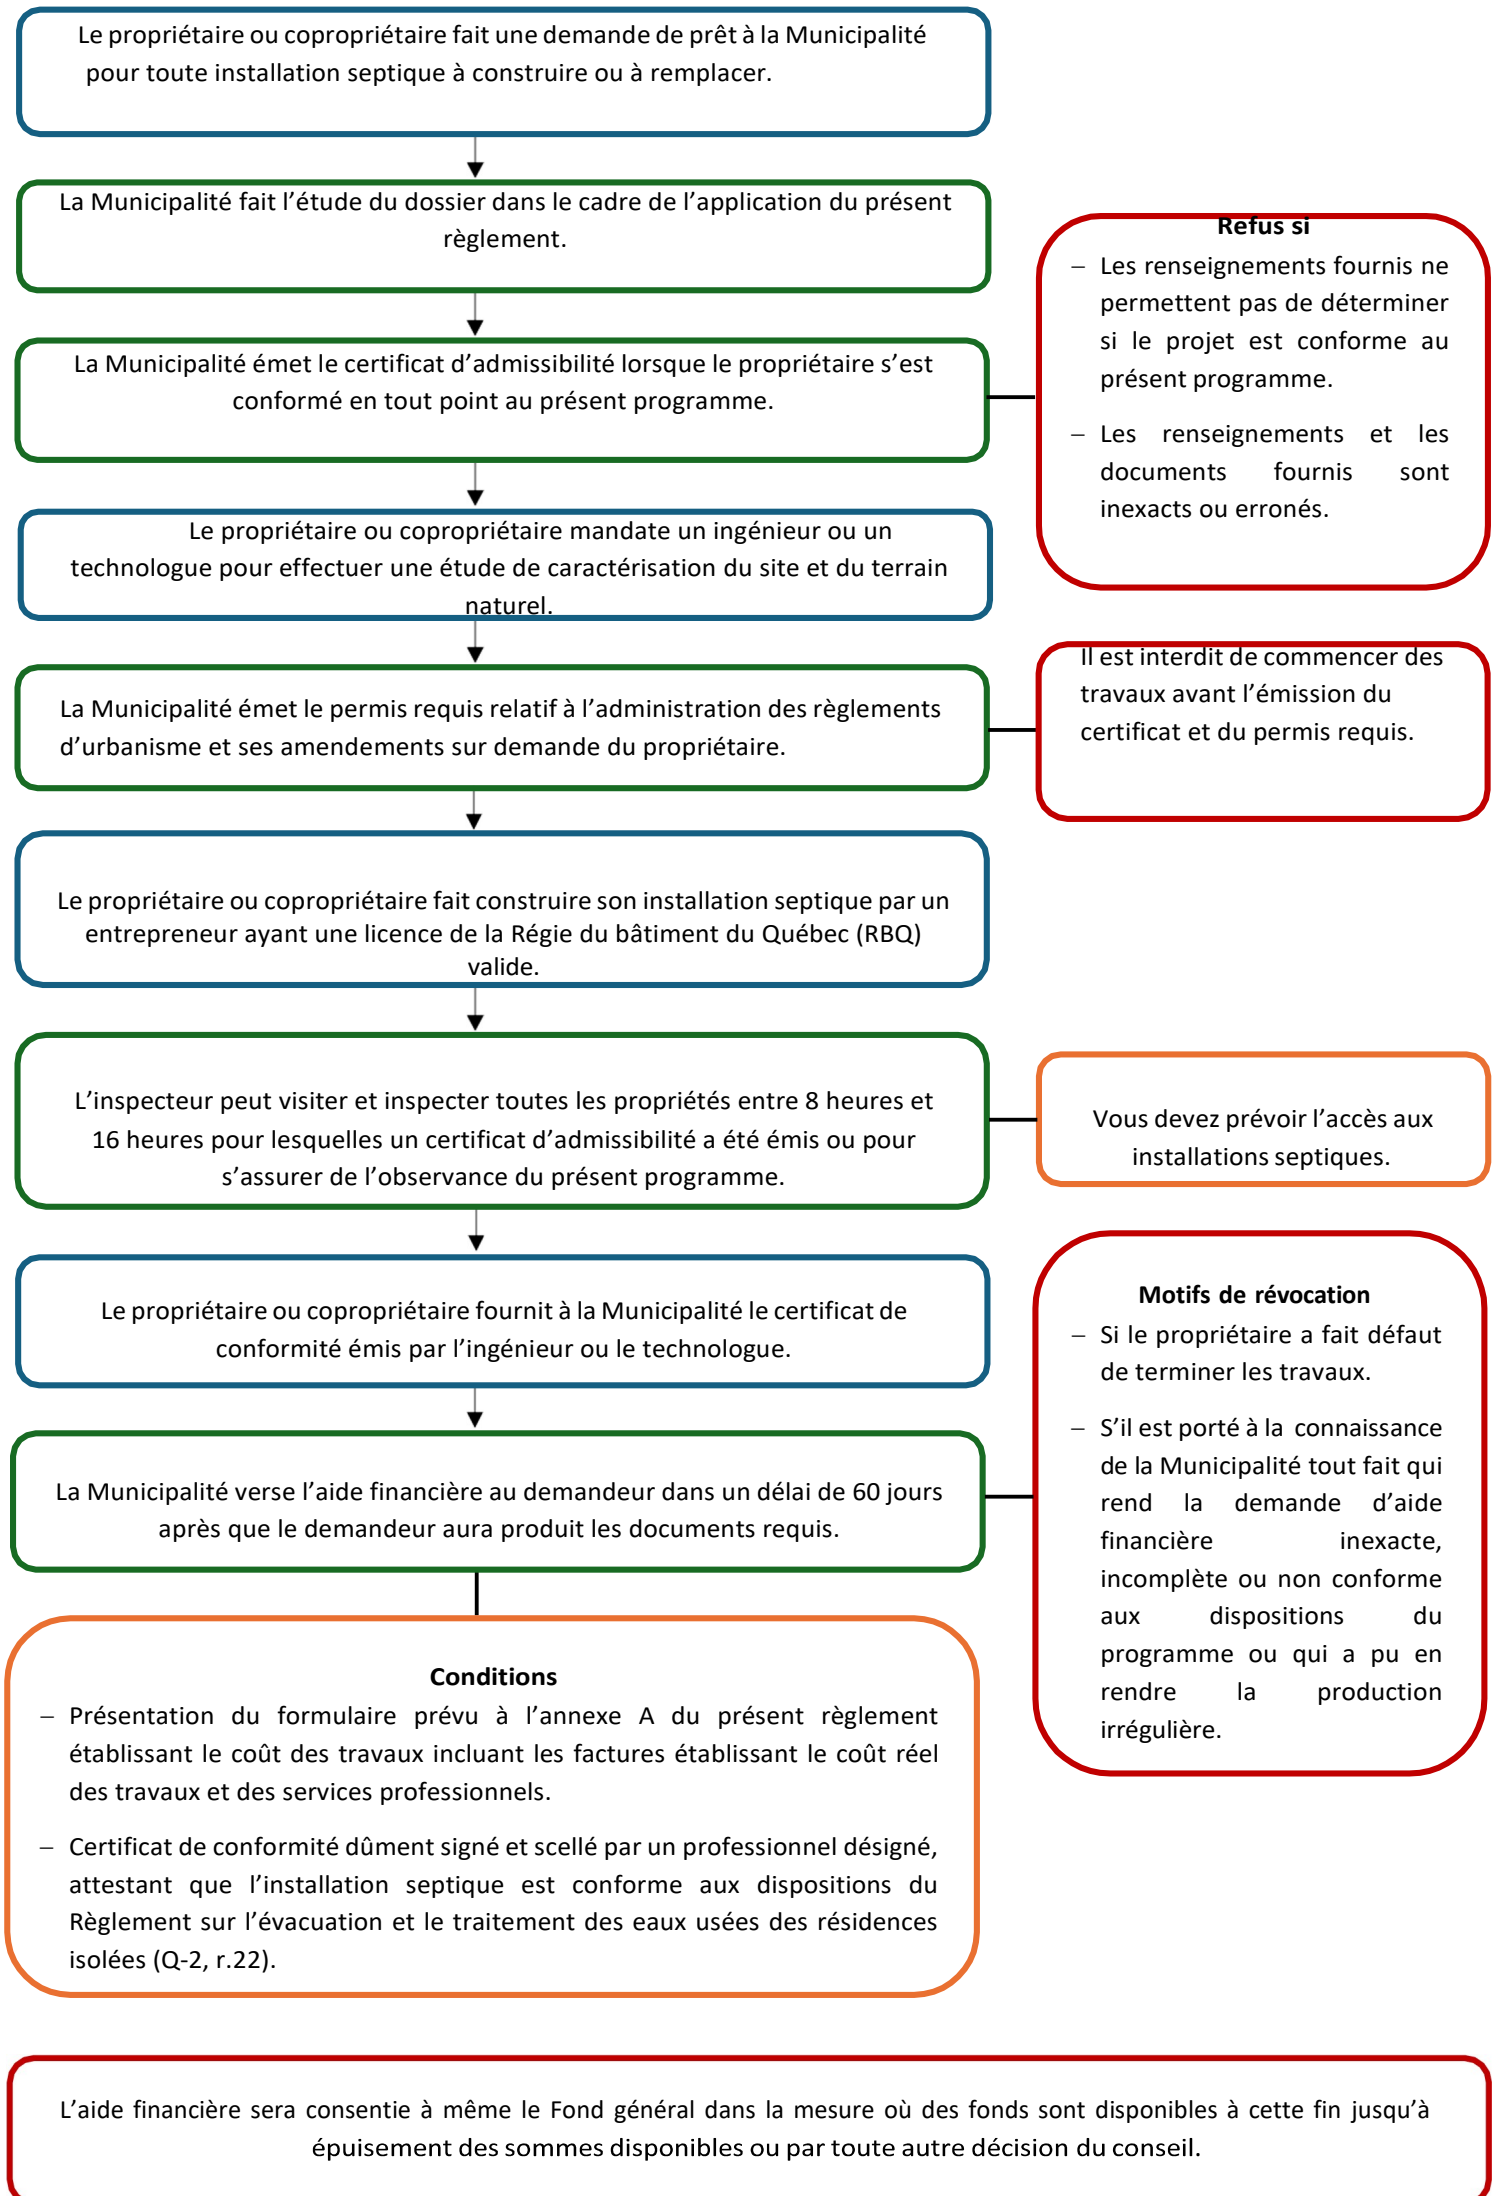 Le propriétaire ou copropriétaire fait une demande de prêt à la Municipalité
pour toute installation septique à construire ou à remplacer.
La Municipalité fait l’étude du dossier dans le cadre de l’application du présent
règlement.
La Municipalité émet le certificat d’admissibilité lorsque le propriétaire s’est
conformé en tout point au présent programme.
Refus si
− Les renseignements fournis ne
permettent pas de déterminer
si le projet est conforme au
présent programme.
− Les renseignements et les
documents fournis sont
inexacts ou erronés.
Le propriétaire ou copropriétaire mandate un ingénieur ou un
technologue pour effectuer une étude de caractérisation du site et du terrain
naturel.
La Municipalité émet le permis requis relatif à l’administration des règlements
d’urbanisme et ses amendements sur demande du propriétaire.
Il est interdit de commencer des
travaux avant l’émission du
certificat et du permis requis.
Le propriétaire ou copropriétaire fait construire son installation septique par un
entrepreneur ayant une licence de la Régie du bâtiment du Québec (RBQ)
valide.
L’inspecteur peut visiter et inspecter toutes les propriétés entre 8 heures et
16 heures pour lesquelles un certificat d’admissibilité a été émis ou pour
s’assurer de l’observance du présent programme.
Vous devez prévoir l’accès aux
installations septiques.
Le propriétaire ou copropriétaire fournit à la Municipalité le certificat de
conformité émis par l’ingénieur ou le technologue.
La Municipalité verse l’aide financière au demandeur dans un délai de 60 jours
après que le demandeur aura produit les documents requis.
Motifs de révocation
− Si le propriétaire a fait défaut
de terminer les travaux.
− S’il est porté à la connaissance
de la Municipalité tout fait qui
rend la demande d’aide
financière inexacte,
incomplète ou non conforme
aux dispositions du
programme ou qui a pu en
rendre la production
irrégulière.
Conditions
− Présentation du formulaire prévu à l’annexe A du présent règlement
établissant le coût des travaux incluant les factures établissant le coût réel
des travaux et des services professionnels.
− Certificat de conformité dûment signé et scellé par un professionnel désigné,
attestant que l’installation septique est conforme aux dispositions du
Règlement sur l’évacuation et le traitement des eaux usées des résidences
isolées (Q-2, r.22).
L’aide financière sera consentie à même le Fond général dans la mesure où des fonds sont disponibles à cette fin jusqu’à
épuisement des sommes disponibles ou par toute autre décision du conseil.